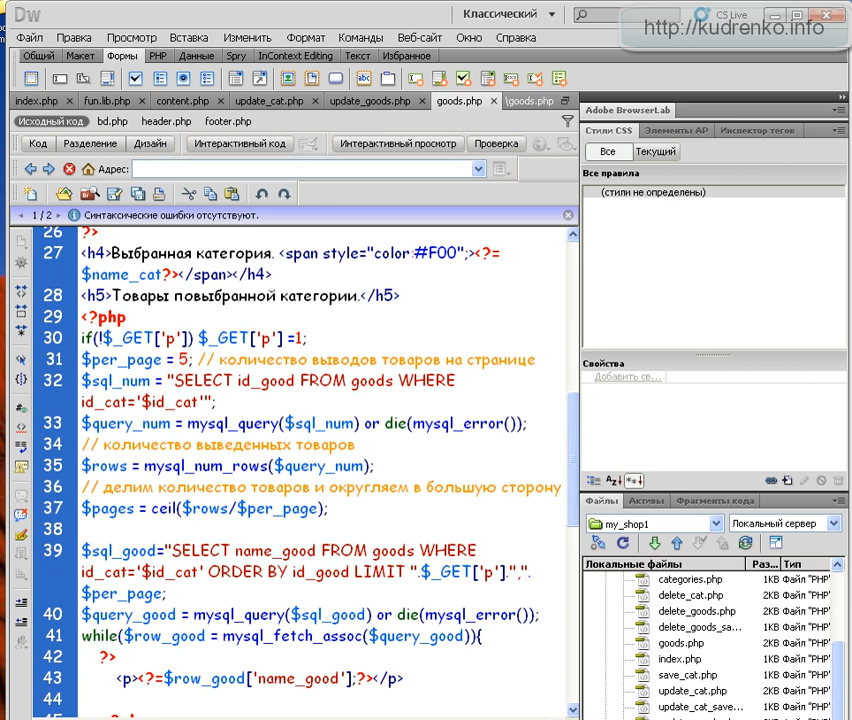 Dw
Классический
CS Live
http://kudrenko.info
Файл Правка Просмотр Вставка Изменить Формат Команды Веб-сайт Окно Справка
Общий Макет Формы PHP Данные Spry InContext Editing Текст Избранное
index.php fun.lib.php content.php update_cat.php update_goods.php goods.php \goods.php
Исходный код bd.php header.php footer.php
Код Разделение Дизайн Интерактивный код Интерактивный просмотр Проверка
Адрес:
1 / 2 Синтаксические ошибки отсутствуют.
26 ?>
27 <h4>Выбранная категория. <span style="color:#F00";><?=
$name_cat?></span></h4>
28 <h5>Товары повыбранной категории.</h5>
29 <?php
30 if(!$_GET['p']) $_GET['p'] =1;
31 $per_page = 5; // количество выводов товаров на странице
32 $sql_num = "SELECT id_good FROM goods WHERE
id_cat='$id_cat'";
33 $query_num = mysql_query($sql_num) or die(mysql_error());
34 // количество выведенных товаров
35 $rows = mysql_num_rows($query_num);
36 // делим количество товаров и округляем в большую сторону
37 $pages = ceil($rows/$per_page);
38
39 $sql_good="SELECT name_good FROM goods WHERE
id_cat='$id_cat' ORDER BY id_good LIMIT ".$_GET['p'].",".
$per_page;
40 $query_good = mysql_query($sql_good) or die(mysql_error());
41 while($row_good = mysql_fetch_assoc($query_good)){
42 ?>
43 <p><?=$row_good['name_good'];?></p>
44
Adobe BrowserLab
Стили CSS Элементы AP Инспектор тегов
Все Текущий
Все правила
(стили не определены)
Свойства
Добавить св...
Файлы Активы Фрагменты кода
my_shop1 Локальный сервер
Локальные файлы Раз... Тип
categories.php 1KB Файл "PHP"
delete_cat.php 2KB Файл "PHP"
delete_goods.php 2KB Файл "PHP"
delete_goods_sa... 1KB Файл "PHP"
goods.php 2KB Файл "PHP"
index.php 1KB Файл "PHP"
save_cat.php 1KB Файл "PHP"
update_cat.php 2KB Файл "PHP"
update_cat_save... 1KB Файл "PHP"